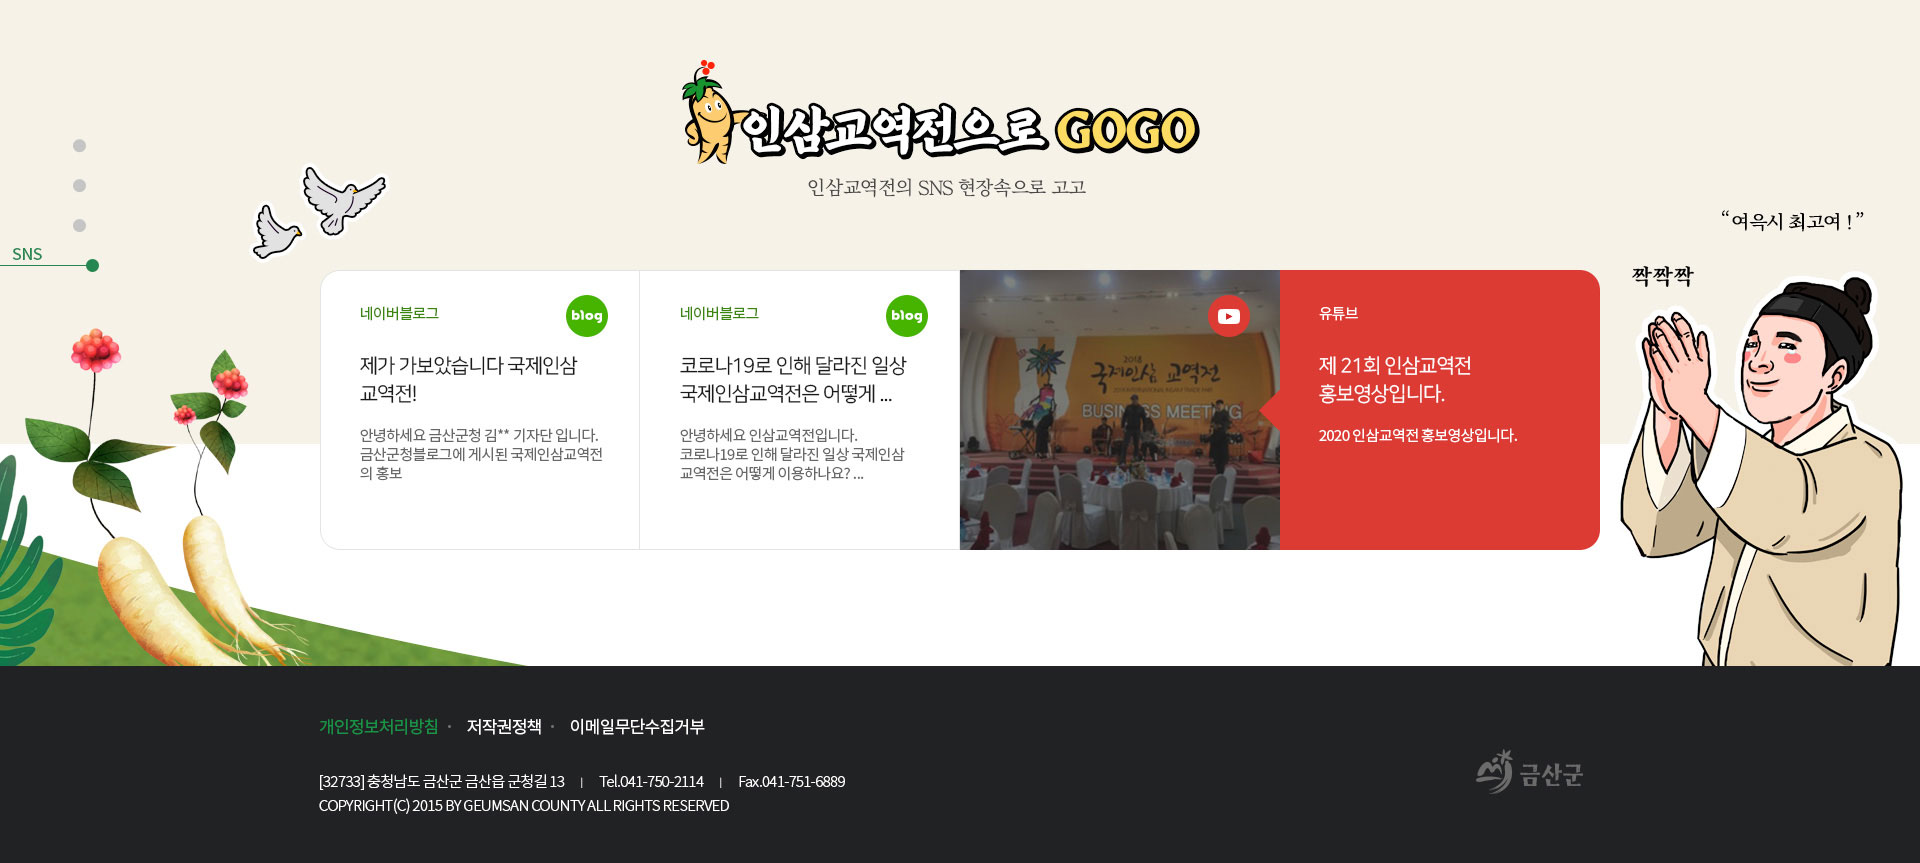 인삼교역전으로 GOGO
인삼교역전의 SNS 현장속으로 고고
SNS
“여윽시 최고여 !”
짝짝짝
네이버블로그
blog
제가 가보았습니다 국제인삼
교역전!
안녕하세요 금산군청 김** 기자단 입니다.
금산군청블로그에 게시된 국제인삼교역전
의 홍보
네이버블로그
blog
코로나19로 인해 달라진 일상
국제인삼교역전은 어떻게 ...
안녕하세요 인삼교역전입니다.
코로나19로 인해 달라진 일상 국제인삼
교역전은 어떻게 이용하나요? ...
2018
국제인삼 교역전
BUSINESS MEETING
유튜브
제 21회 인삼교역전
홍보영상입니다.
2020 인삼교역전 홍보영상입니다.
개인정보처리방침 · 저작권정책 · 이메일무단수집거부
[32733] 충청남도 금산군 금산읍 군청길 13 | Tel.041-750-2114 | Fax.041-751-6889
COPYRIGHT(C) 2015 BY GEUMSAN COUNTY ALL RIGHTS RESERVED
금산군